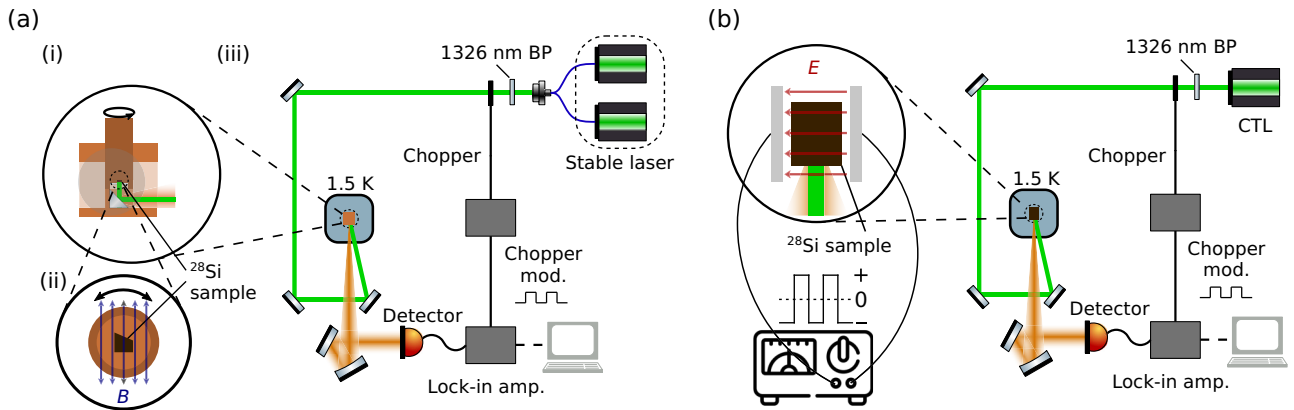 (a)
(i)
(iii)
1326 nm BP
Stable laser
Chopper
1.5 K
Chopper
mod.
(ii)
²⁸Si
sample
B
Detector
Lock-in amp.
(b)
E
1326 nm BP
CTL
Chopper
1.5 K
²⁸Si sample
Chopper
mod.
+
0
−
Detector
Lock-in amp.